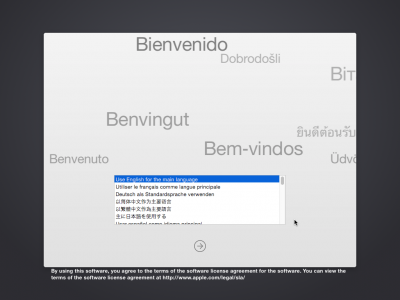 Bienvenido
Dobrodošli
Benvingut
ยินดีต้อนรับ
Bem-vindos
Benvenuto
Use English for the main language
Utiliser le français comme langue principale
Deutsch als Standardsprache verwenden
以简体中文作为主要语言
以繁體中文作為主要語言
主に日本語を使用する
Usar español como idioma principal
By using this software, you agree to the terms of the software license agreement for the software. You can view the
terms of the software license agreement at http://www.apple.com/legal/sla/